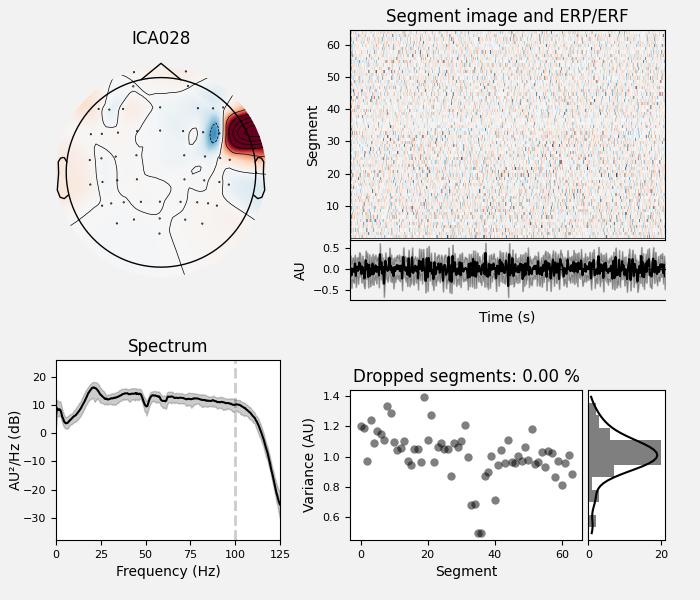 ICA028
Segment image and ERP/ERF
Segment
60
50
40
30
20
10
AU
0.5
0.0
−0.5
Time (s)
Spectrum
AU²/Hz (dB)
20
10
0
−10
−20
−30
0 25 50 75 100 125
Frequency (Hz)
Dropped segments: 0.00 %
Variance (AU)
1.4
1.2
1.0
0.8
0.6
0 20 40 60
Segment
0 20